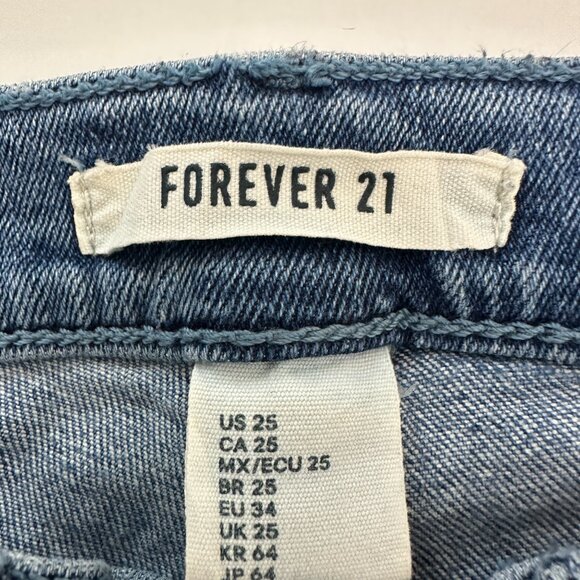 FOREVER 21
US 25
CA 25
MX/ECU 25
BR 25
EU 34
UK 25
KR 64
JP 64